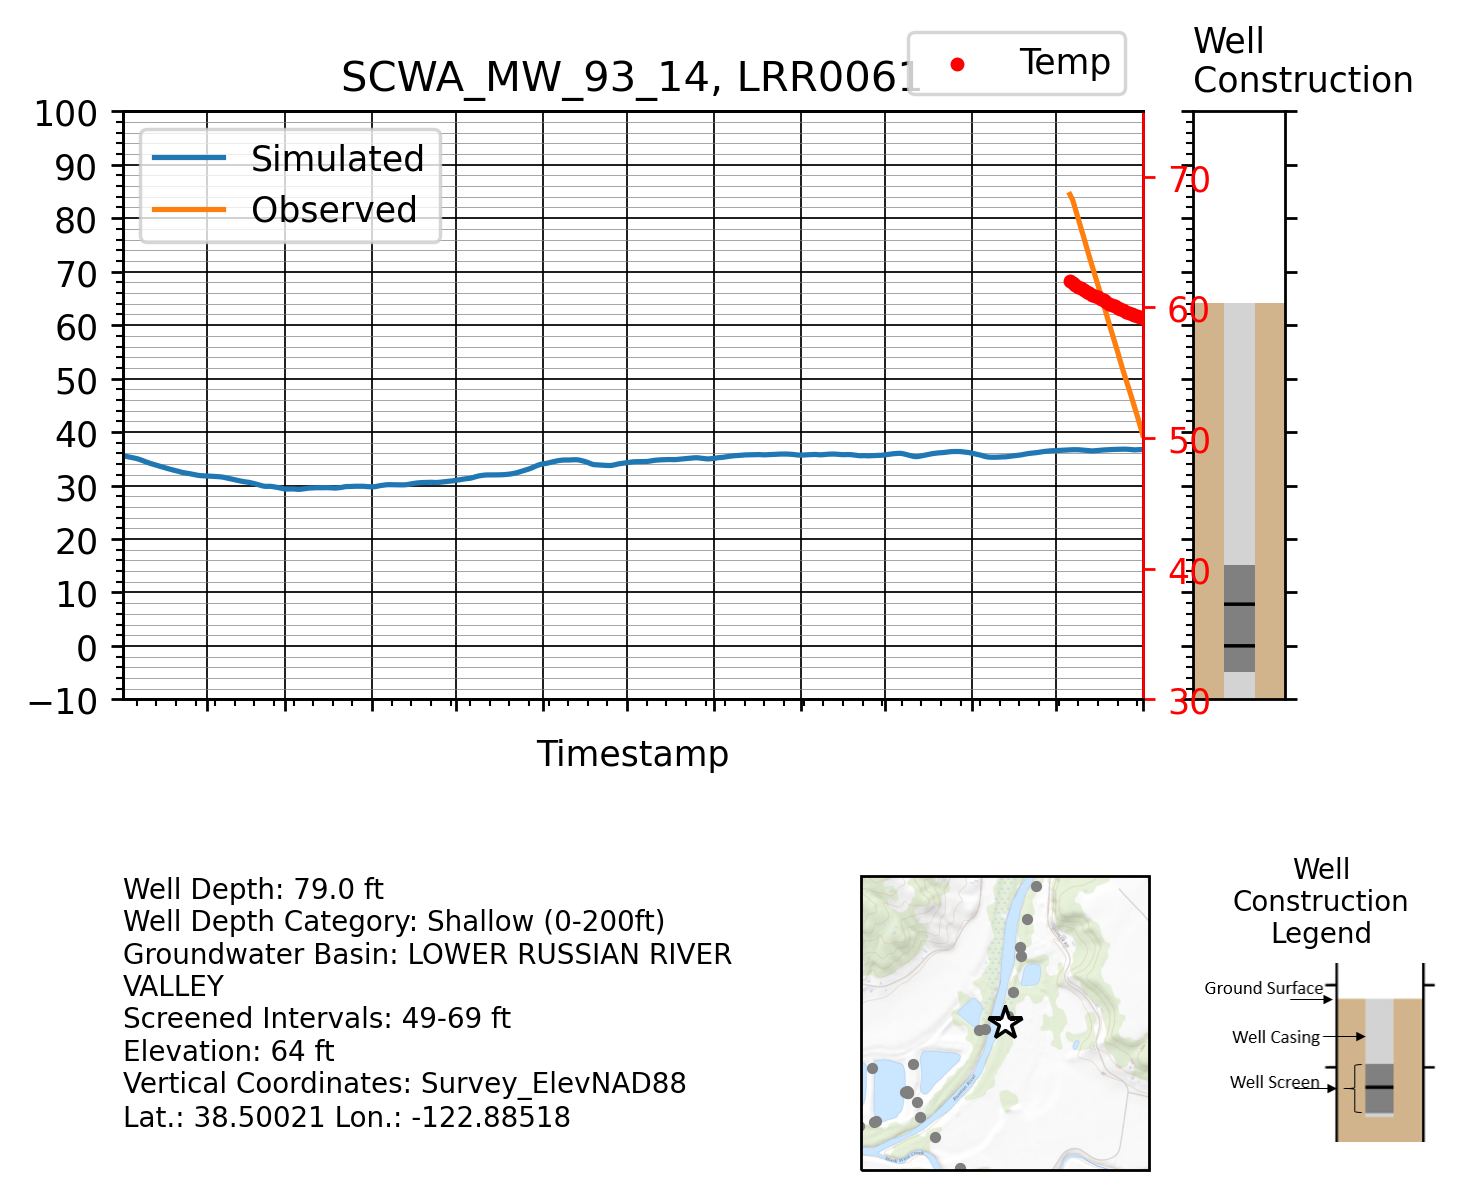 SCWA_MW_93_14, LRR0061
Temp
Well
Construction
Simulated
Observed
100
90
80
70
60
50
40
30
20
10
0
−10
70
60
50
40
30
Timestamp
Well Depth: 79.0 ft
Well Depth Category: Shallow (0-200ft)
Groundwater Basin: LOWER RUSSIAN RIVER
VALLEY
Screened Intervals: 49-69 ft
Elevation: 64 ft
Vertical Coordinates: Survey_ElevNAD88
Lat.: 38.50021 Lon.: -122.88518
Well
Construction
Legend
Ground Surface
Well Casing
Well Screen